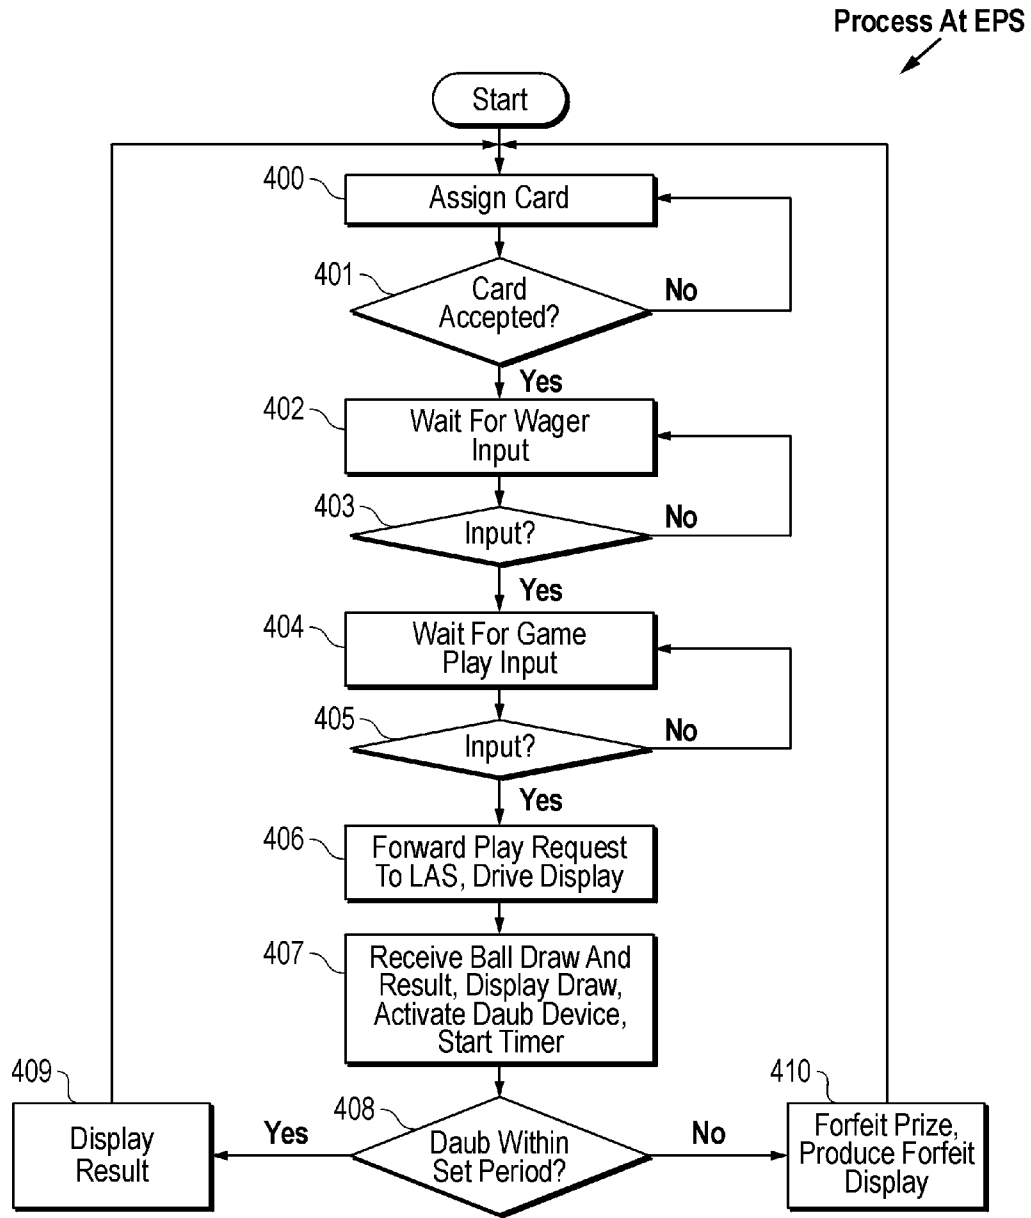 Process At EPS
Start
400
Assign Card
401
Card
Accepted?
No
Yes
402
Wait For Wager
Input
403
Input?
No
Yes
404
Wait For Game
Play Input
405
Input?
No
Yes
406
Forward Play Request
To LAS, Drive Display
407
Receive Ball Draw And
Result, Display Draw,
Activate Daub Device,
Start Timer
408
Daub Within
Set Period?
Yes
No
409
Display
Result
410
Forfeit Prize,
Produce Forfeit
Display